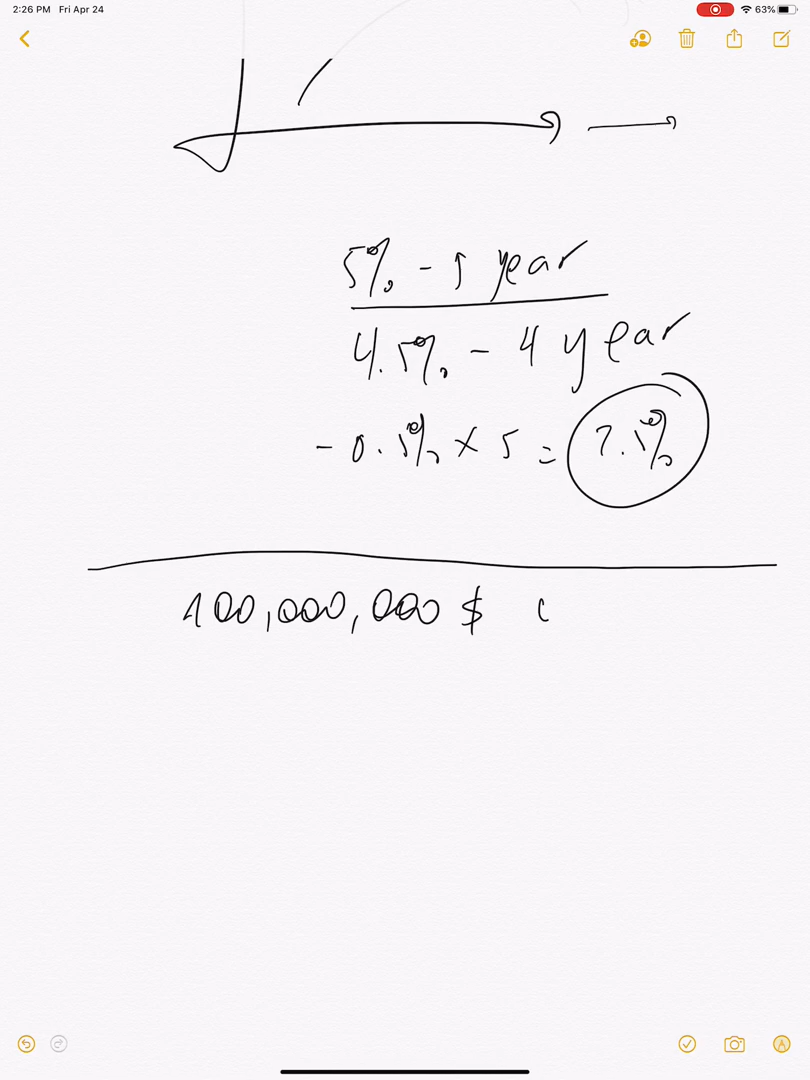 2:26 PM Fri Apr 24
63%
5% - 5 year
4.5% - 4 year
- 0.5% × 5 = 2.5%
100,000,000 $